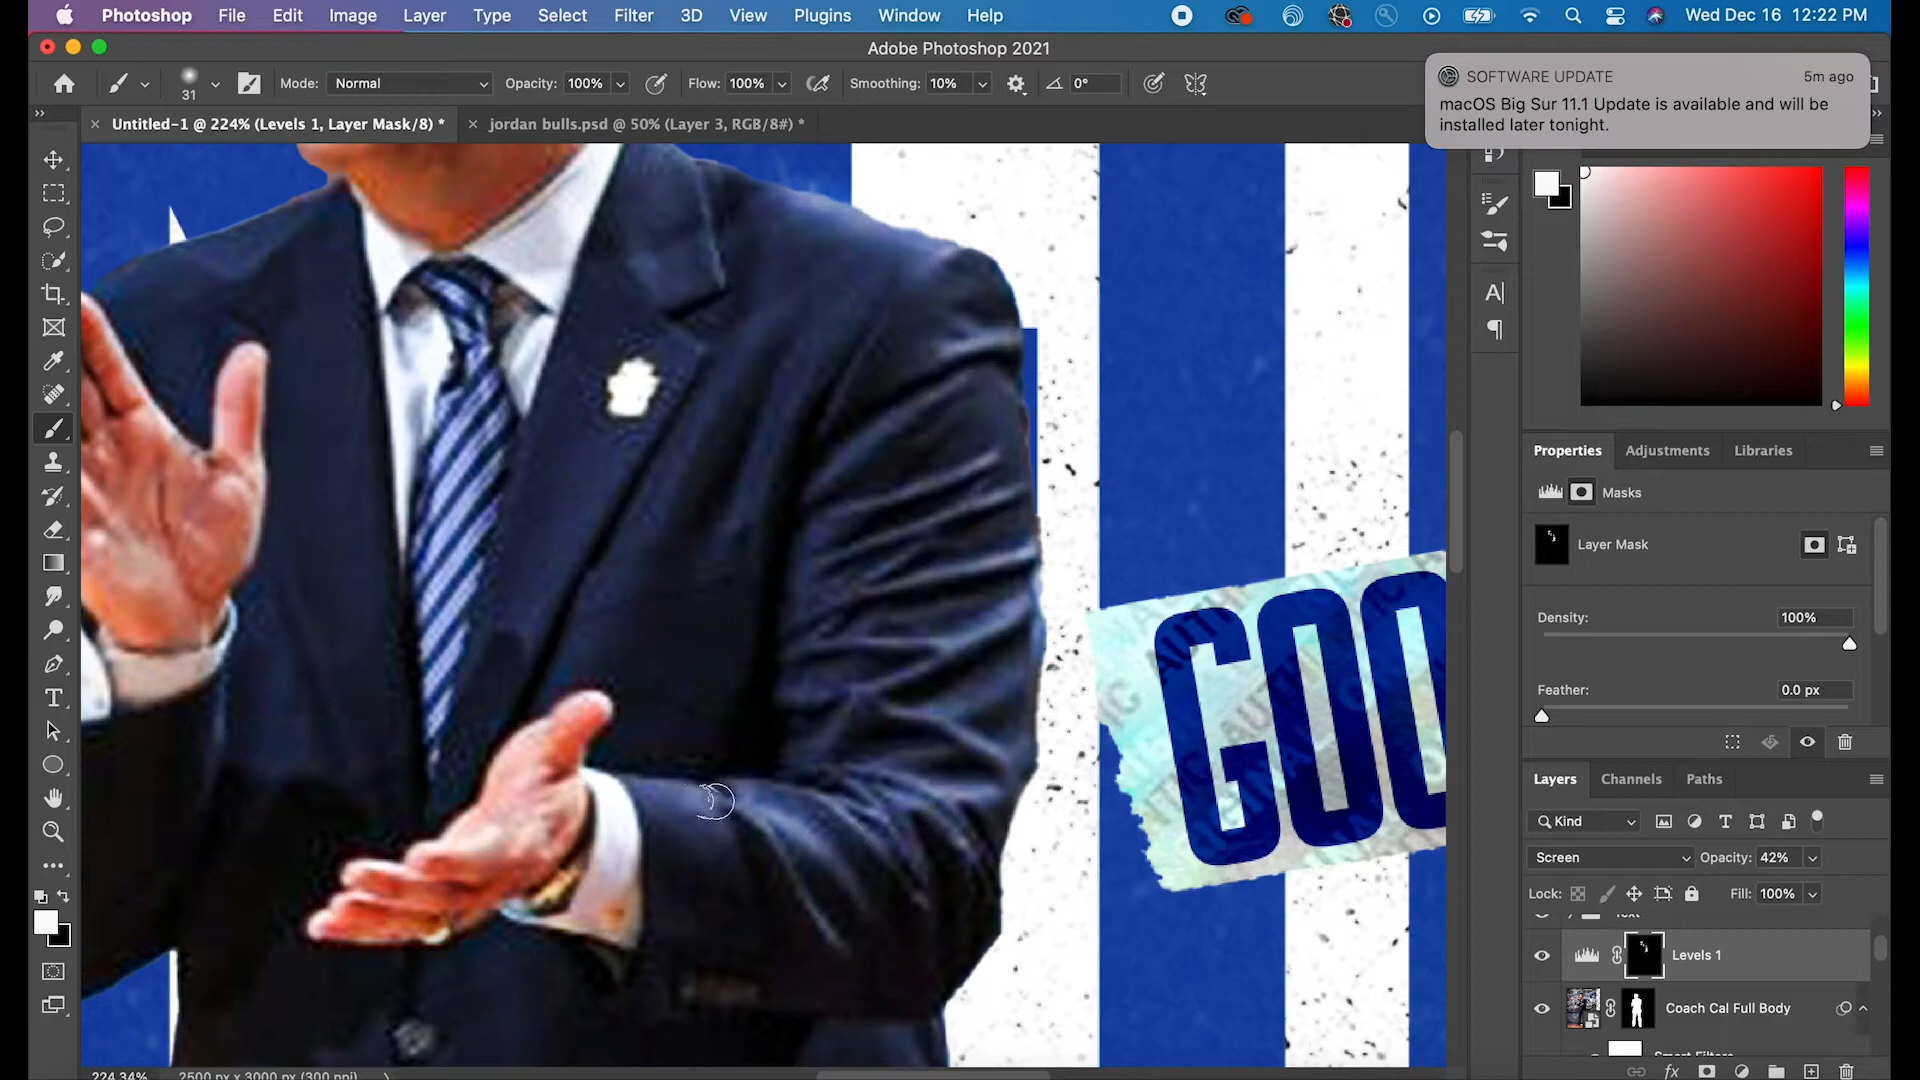 Photoshop File Edit Image Layer Type Select Filter 3D View Plugins Window Help Wed Dec 16 12:22 PM
Adobe Photoshop 2021
31 Mode: Normal Opacity: 100% Flow: 100% Smoothing: 10% 0°
SOFTWARE UPDATE 5m ago
macOS Big Sur 11.1 Update is available and will be
installed later tonight.
Untitled-1 @ 224% (Levels 1, Layer Mask/8) * jordan bulls.psd @ 50% (Layer 3, RGB/8#) *
Properties Adjustments Libraries
Masks
Layer Mask
Density: 100%
Feather: 0.0 px
GOO
Layers Channels Paths
Kind
Screen Opacity: 42%
Lock: Fill: 100%
Text
Levels 1
Coach Cal Full Body
Smart Filters
224.34% 2500 px x 3000 px (300 ppi)